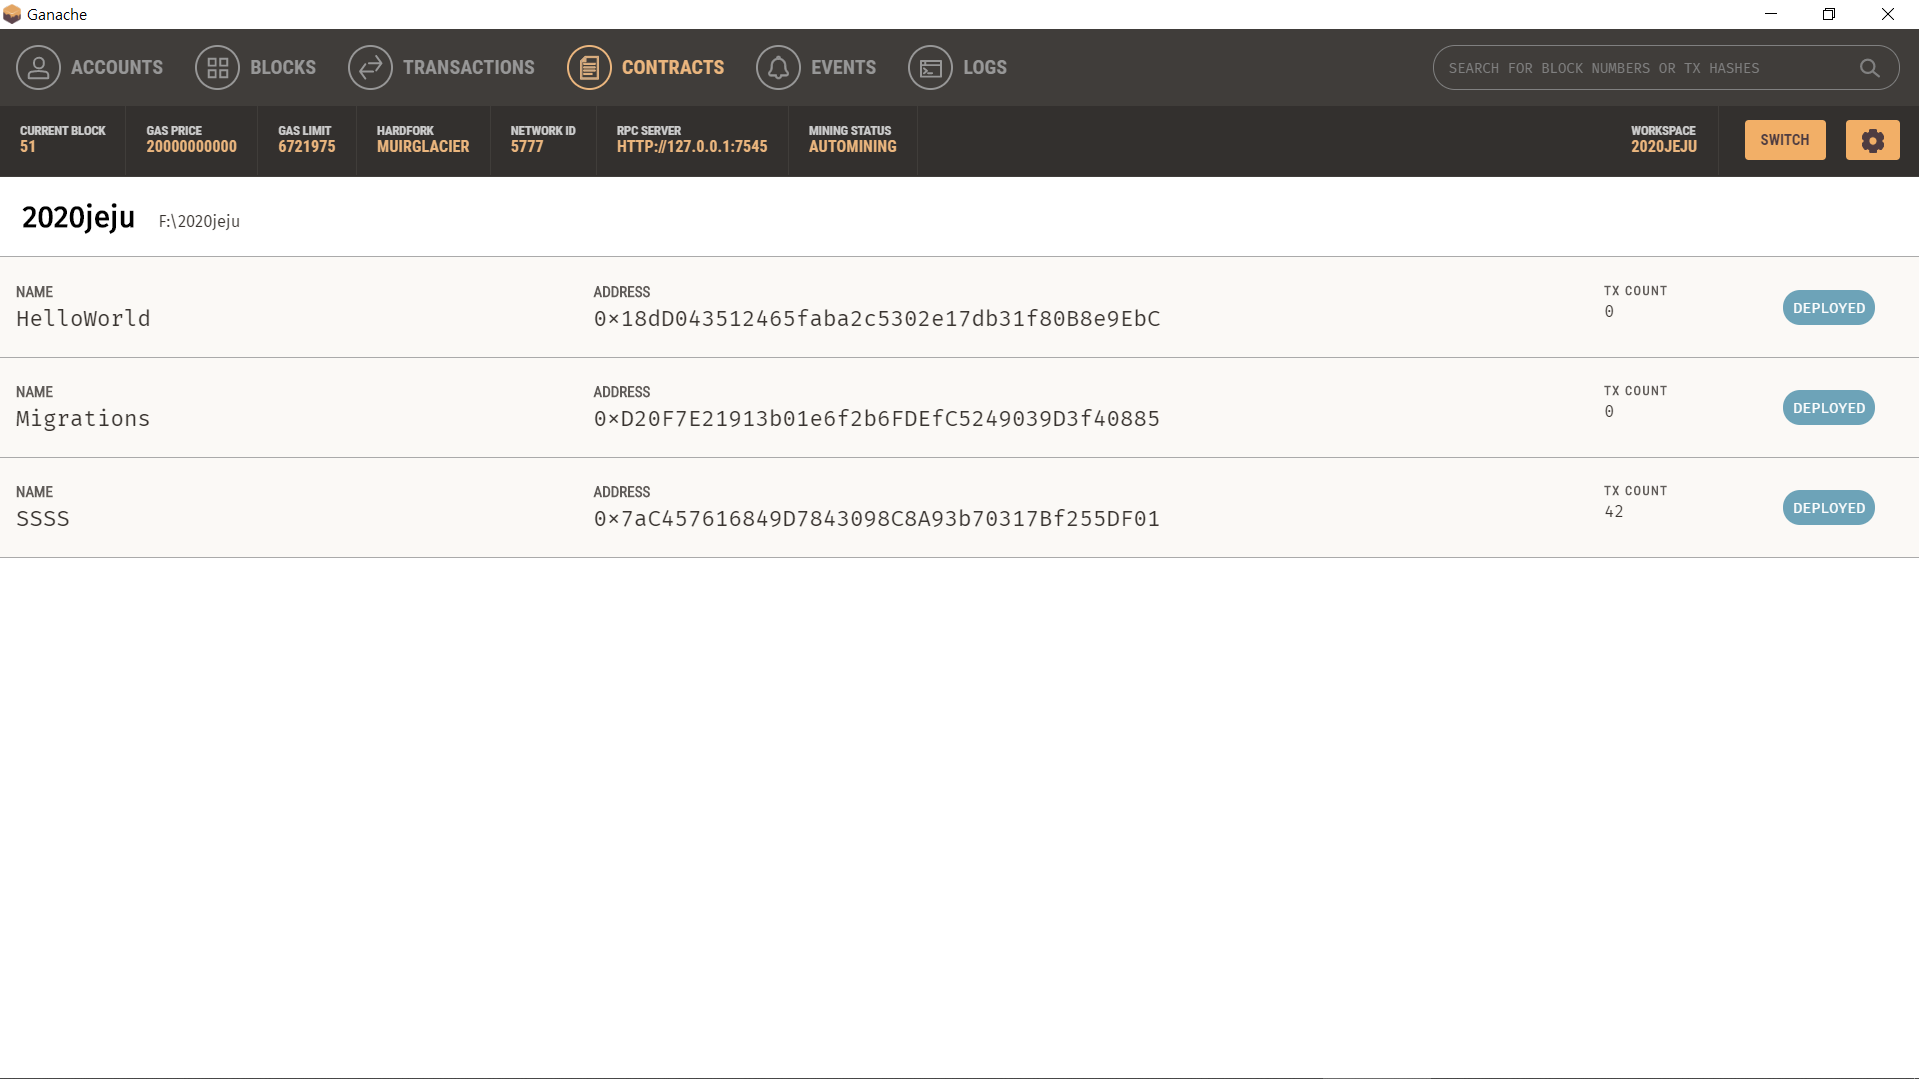 Ganache
ACCOUNTS BLOCKS TRANSACTIONS CONTRACTS EVENTS LOGS SEARCH FOR BLOCK NUMBERS OR TX HASHES
CURRENT BLOCK GAS PRICE GAS LIMIT HARDFORK NETWORK ID RPC SERVER MINING STATUS WORKSPACE
51 20000000000 6721975 MUIRGLACIER 5777 HTTP://127.0.0.1:7545 AUTOMINING 2020JEJU SWITCH
2020jeju F:\2020jeju
NAME ADDRESS TX COUNT
HelloWorld 0×18dD043512465faba2c5302e17db31f80B8e9EbC 0 DEPLOYED
NAME ADDRESS TX COUNT
Migrations 0×D20F7E21913b01e6f2b6FDEfC5249039D3f40885 0 DEPLOYED
NAME ADDRESS TX COUNT
SSSS 0×7aC457616849D7843098C8A93b70317Bf255DF01 42 DEPLOYED